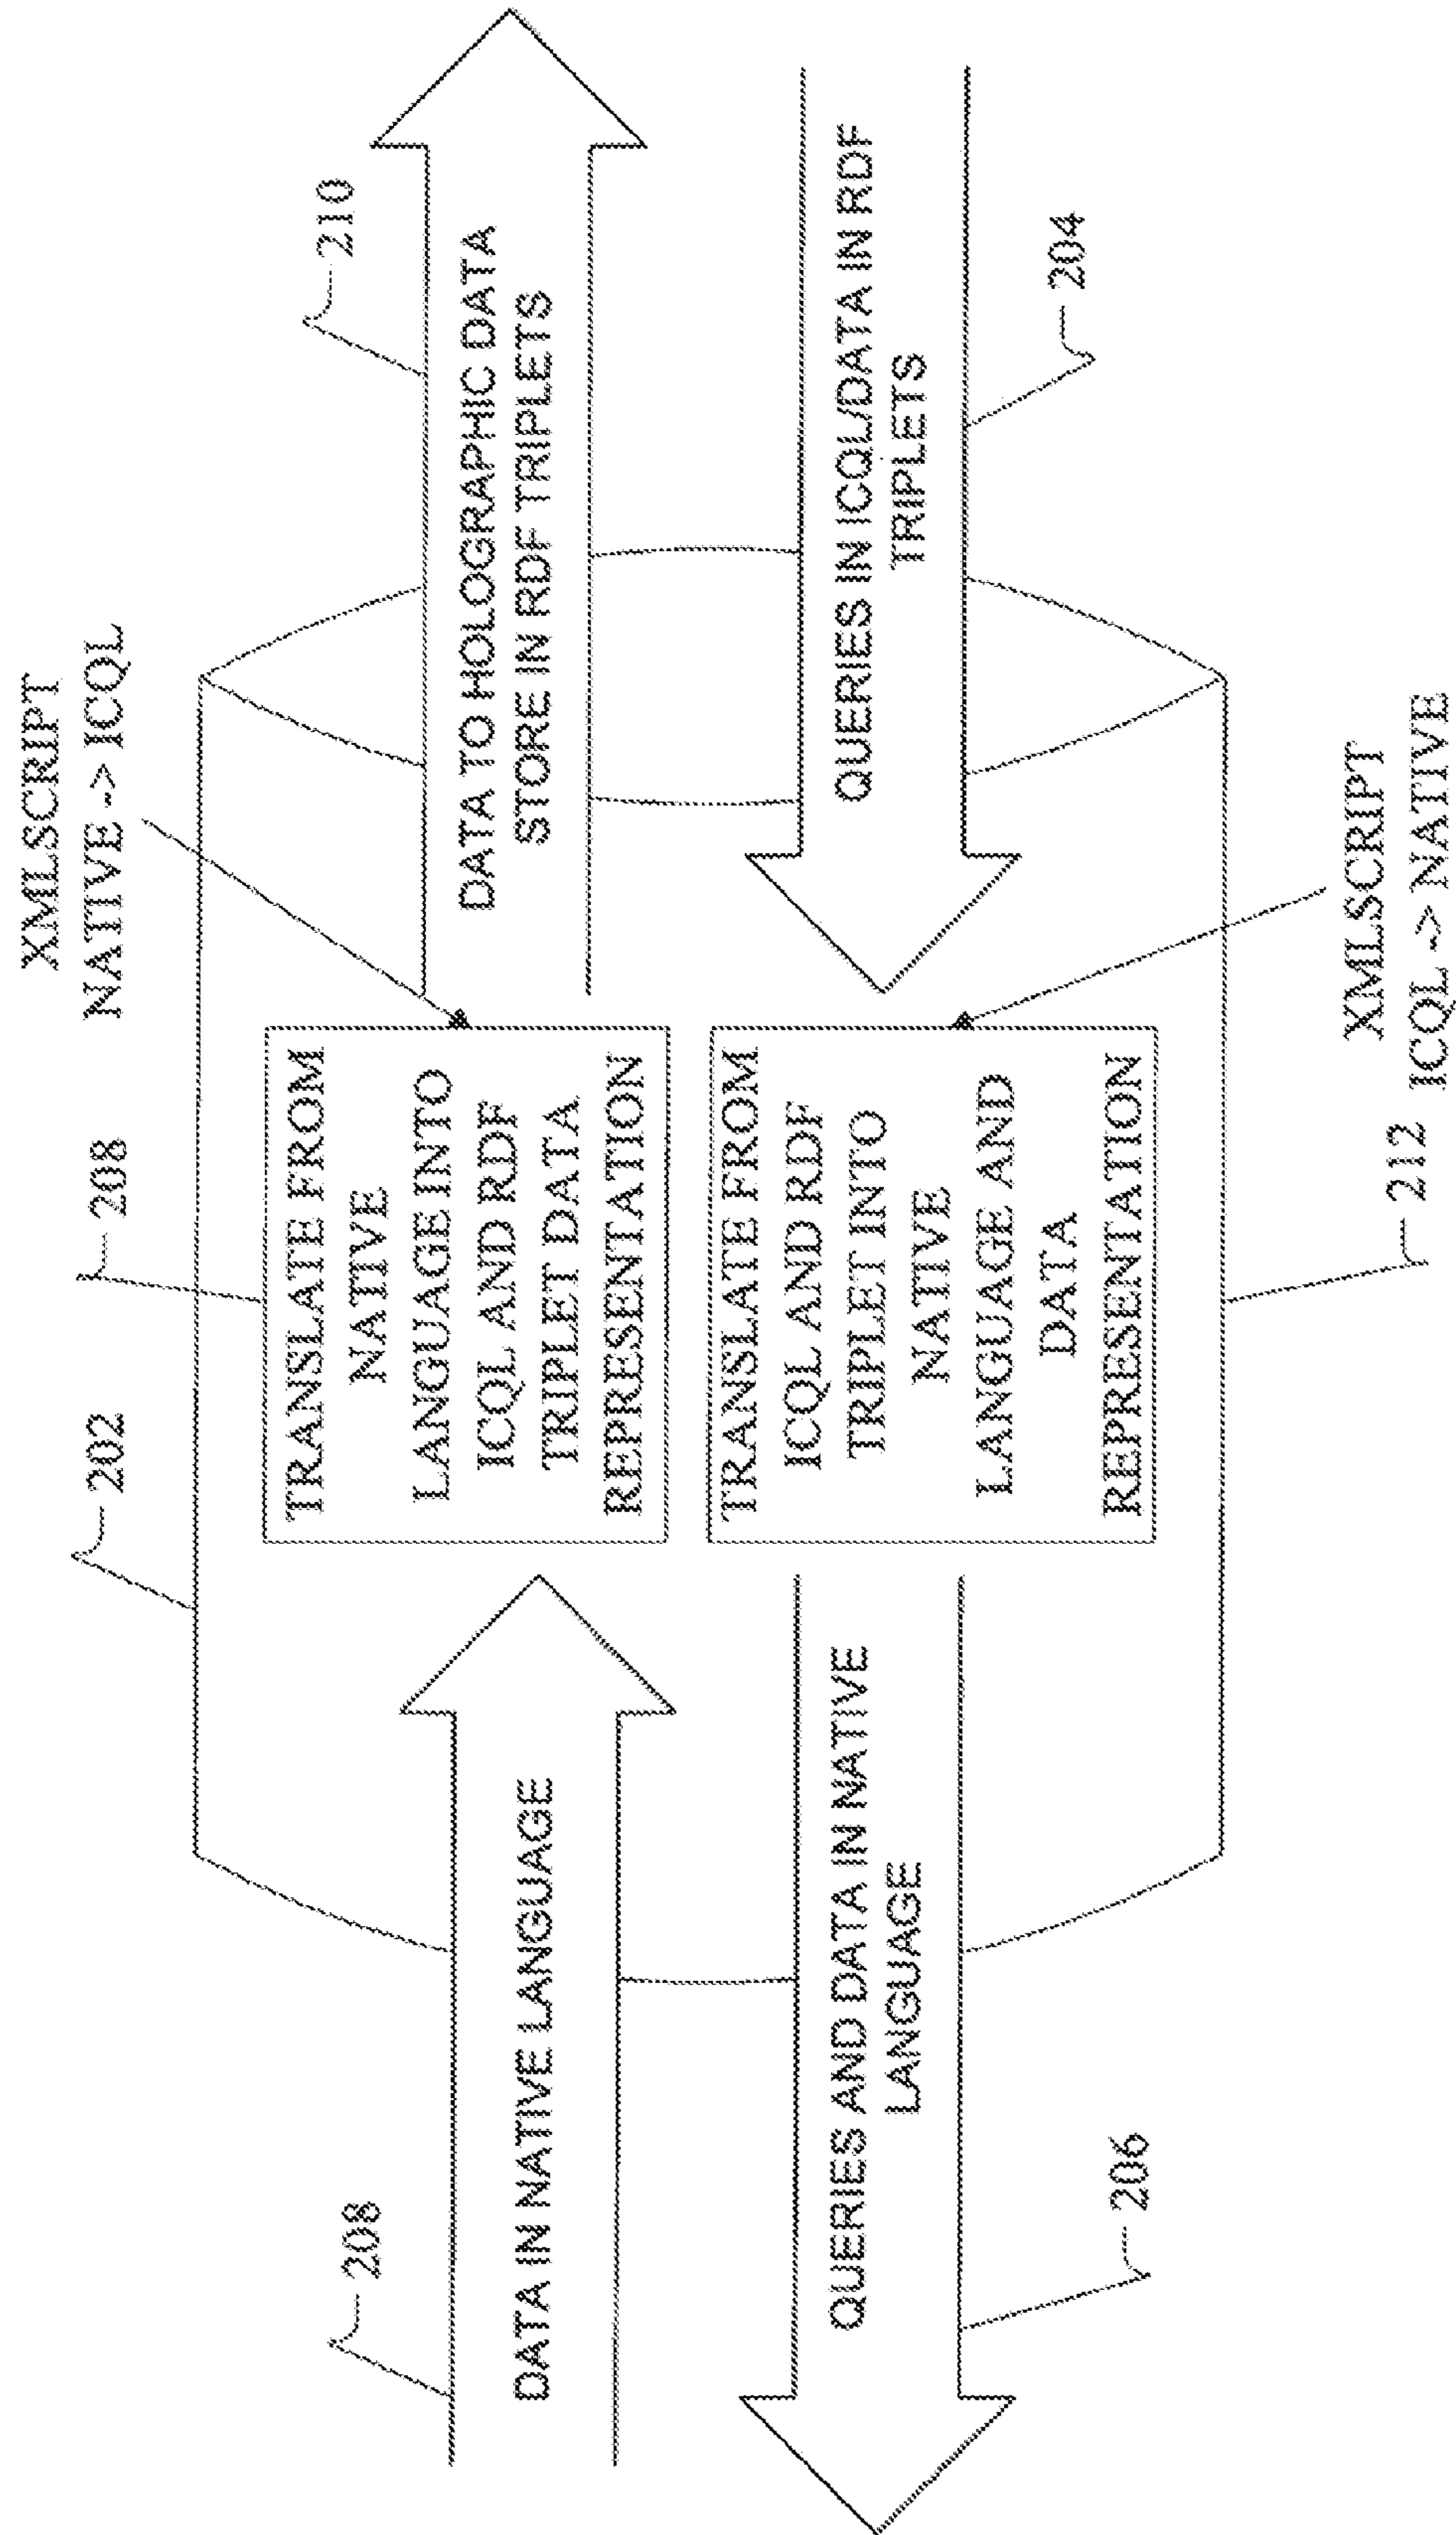 XMLSCRIPT
NATIVE -> ICQL
208
202
210
208
DATA IN NATIVE LANGUAGE
TRANSLATE FROM
NATIVE
LANGUAGE INTO
ICQL AND RDF
TRIPLET DATA
REPRESENTATION
DATA TO HOLOGRAPHIC DATA
STORE IN RDF TRIPLETS
QUERIES AND DATA IN NATIVE
LANGUAGE
TRANSLATE FROM
ICQL AND RDF
TRIPLET INTO
NATIVE
LANGUAGE AND
DATA
REPRESENTATION
QUERIES IN ICQL/DATA IN RDF
TRIPLETS
206
204
212
XMLSCRIPT
ICQL -> NATIVE